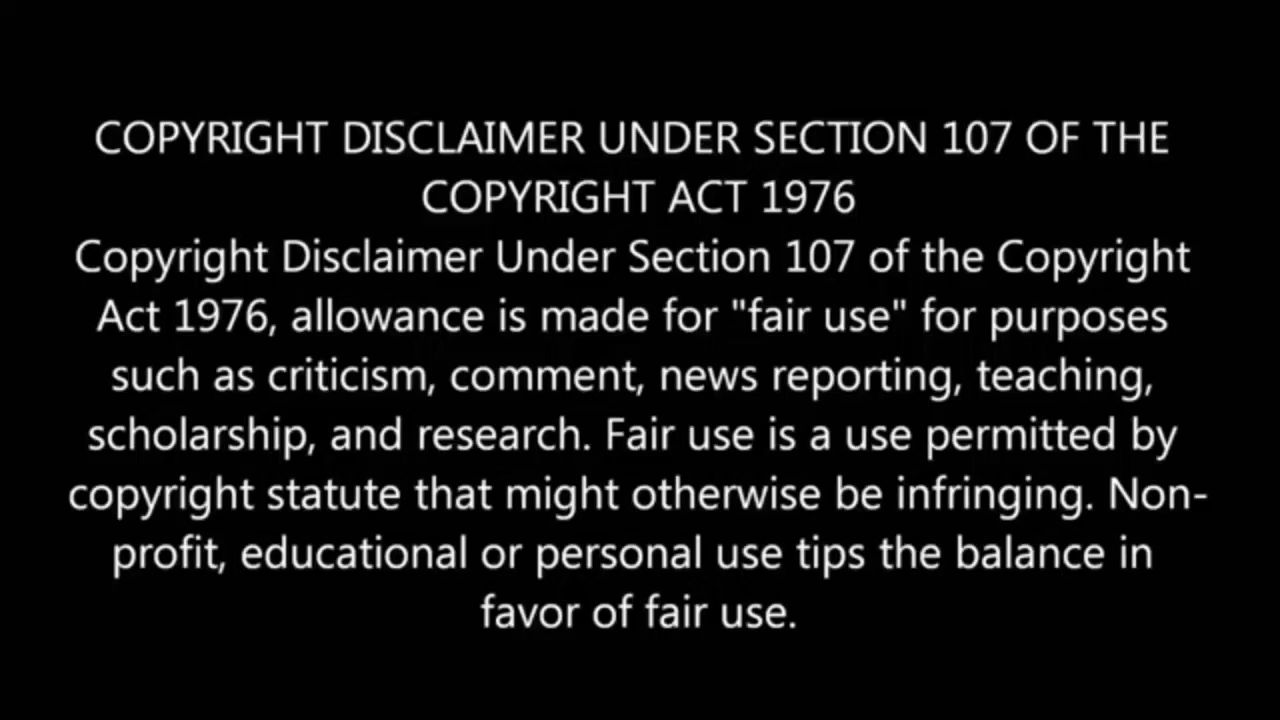 COPYRIGHT DISCLAIMER UNDER SECTION 107 OF THE
COPYRIGHT ACT 1976
Copyright Disclaimer Under Section 107 of the Copyright
Act 1976, allowance is made for "fair use" for purposes
such as criticism, comment, news reporting, teaching,
scholarship, and research. Fair use is a use permitted by
copyright statute that might otherwise be infringing. Non-
profit, educational or personal use tips the balance in
favor of fair use.